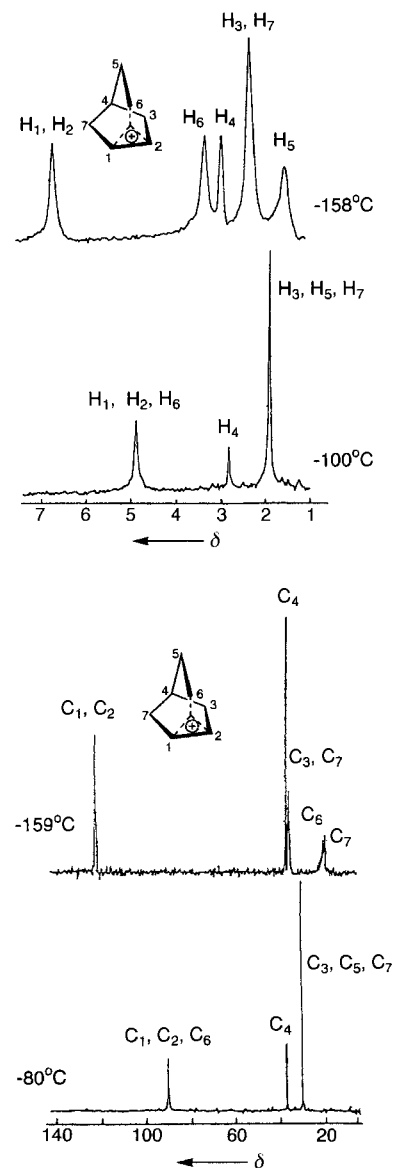 H3, H7
5
4 6 3
7
1 2
H1, H2
H6 H4
H5
-158°C
H3, H5, H7
H1, H2, H6
H4
-100°C
7 6 5 4 3 2 1
δ
C4
5
4 6 3
7
1 2
C1, C2
C3, C7
-159°C
C6
C7
C3, C5, C7
C1, C2, C6
C4
-80°C
140 100 60 20
δ